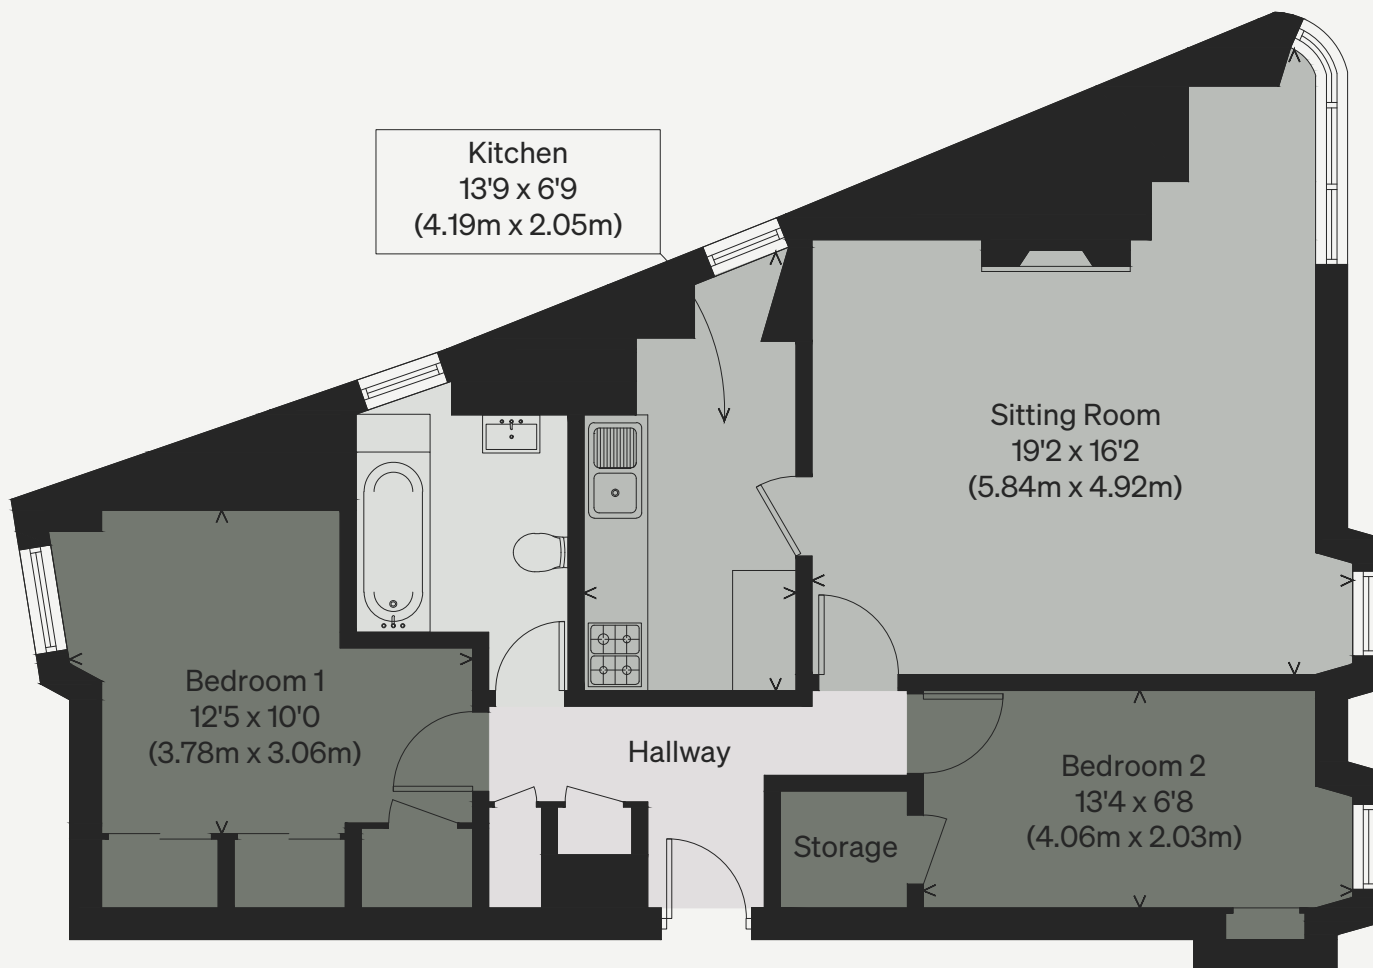 Kitchen
13'9 x 6'9
(4.19m x 2.05m)
Sitting Room
19'2 x 16'2
(5.84m x 4.92m)
Bedroom 1
12'5 x 10'0
(3.78m x 3.06m)
Hallway
Bedroom 2
13'4 x 6'8
(4.06m x 2.03m)
Storage